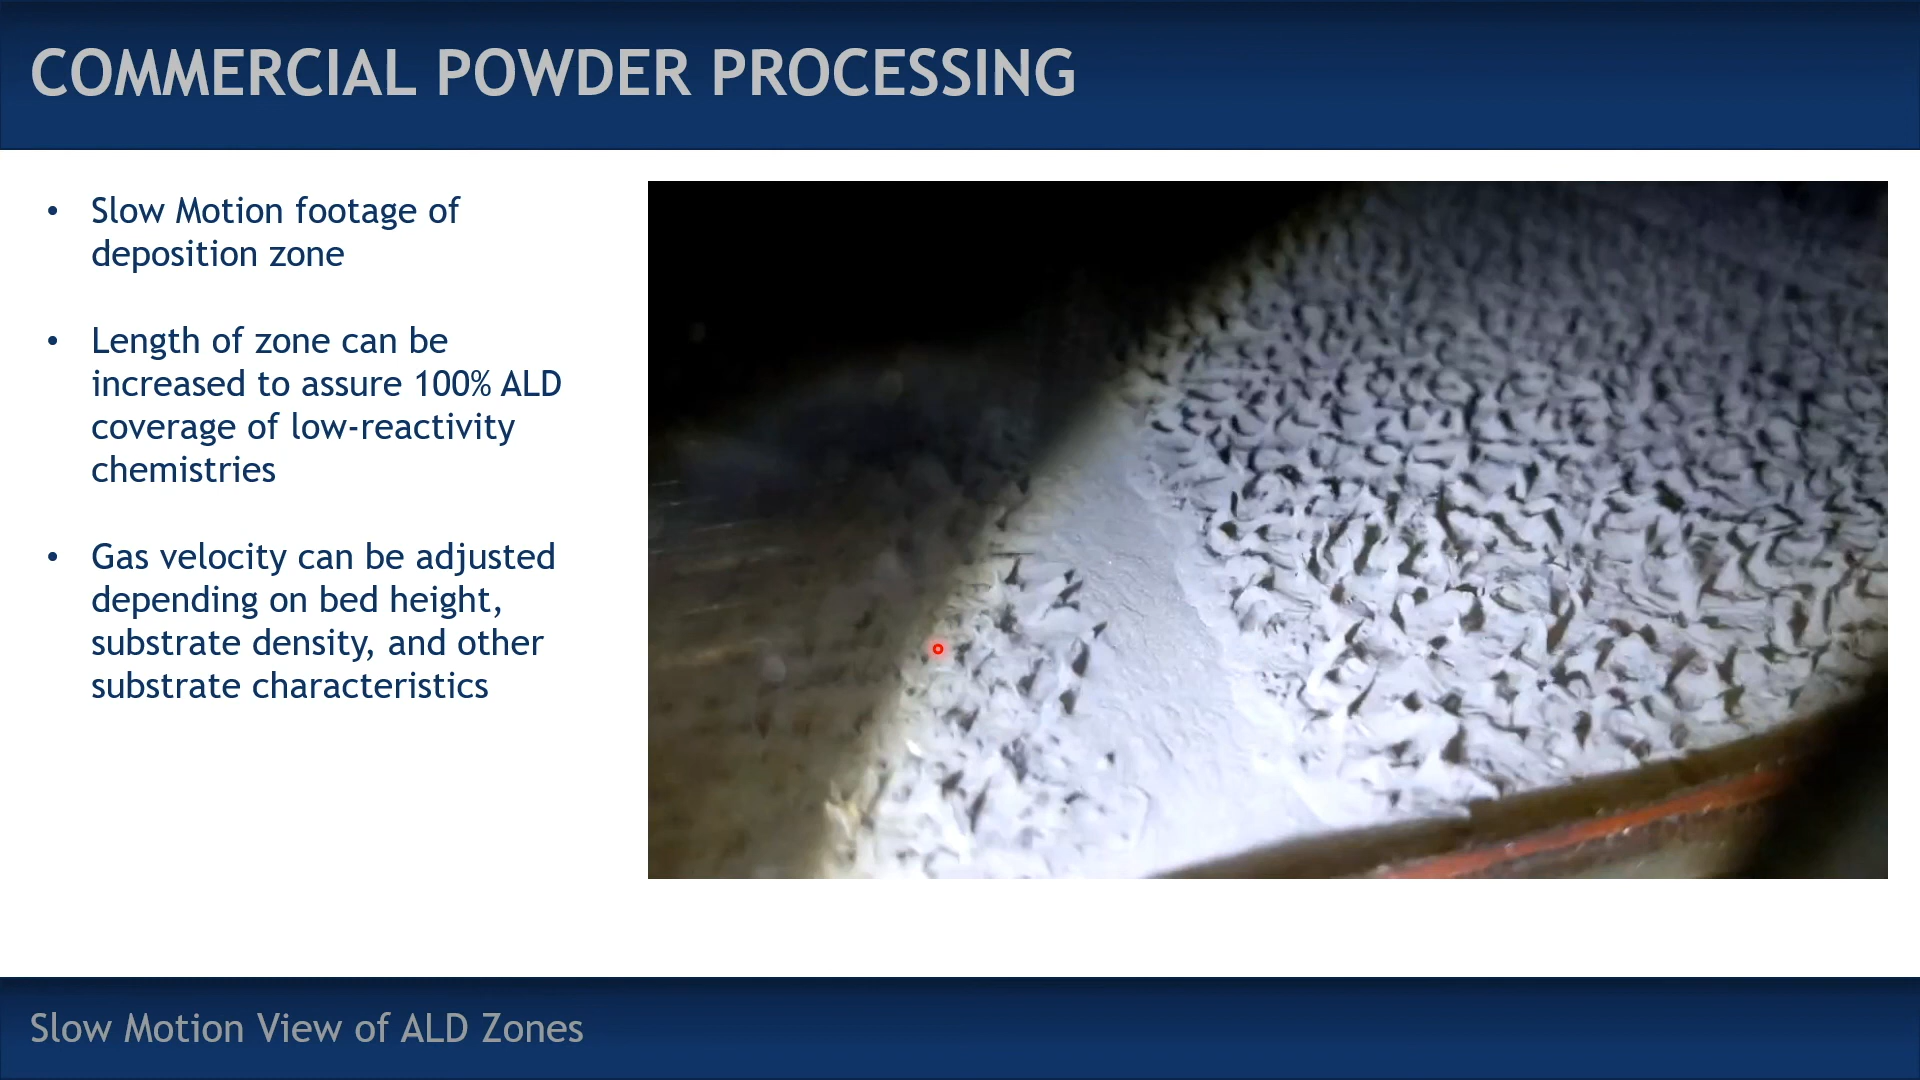 COMMERCIAL POWDER PROCESSING
• Slow Motion footage of
deposition zone
• Length of zone can be
increased to assure 100% ALD
coverage of low-reactivity
chemistries
• Gas velocity can be adjusted
depending on bed height,
substrate density, and other
substrate characteristics
Slow Motion View of ALD Zones